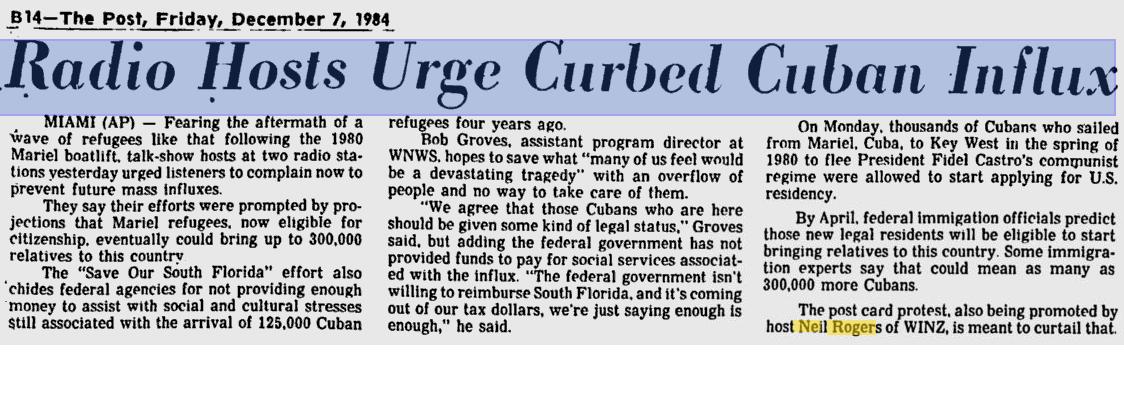 B14—The Post, Friday, December 7, 1984
Radio Hosts Urge Curbed Cuban Influx
MIAMI (AP) — Fearing the aftermath of a
wave of refugees like that following the 1980
Mariel boatlift, talk-show hosts at two radio sta-
tions yesterday urged listeners to complain now to
prevent future mass influxes.
They say their efforts were prompted by pro-
jections that Mariel refugees, now eligible for
citizenship, eventually could bring up to 300,000
relatives to this country
The "Save Our South Florida" effort also
chides federal agencies for not providing enough
money to assist with social and cultural stresses
still associated with the arrival of 125,000 Cuban
refugees four years ago.
Bob Groves, assistant program director at
WNWS, hopes to save what "many of us feel would
be a devastating tragedy" with an overflow of
people and no way to take care of them.
"We agree that those Cubans who are here
should be given some kind of legal status," Groves
said, but adding the federal government has not
provided funds to pay for social services associat-
ed with the influx. "The federal government isn't
willing to reimburse South Florida, and it's coming
out of our tax dollars, we're just saying enough is
enough," he said.
On Monday, thousands of Cubans who sailed
from Mariel, Cuba, to Key West in the spring of
1980 to flee President Fidel Castro's communist
regime were allowed to start applying for U.S.
residency.
By April, federal immigation officials predict
those new legal residents will be eligible to start
bringing relatives to this country. Some immigra-
tion experts say that could mean as many as
300,000 more Cubans.
The post card protest, also being promoted by
host Neil Rogers of WINZ, is meant to curtail that.